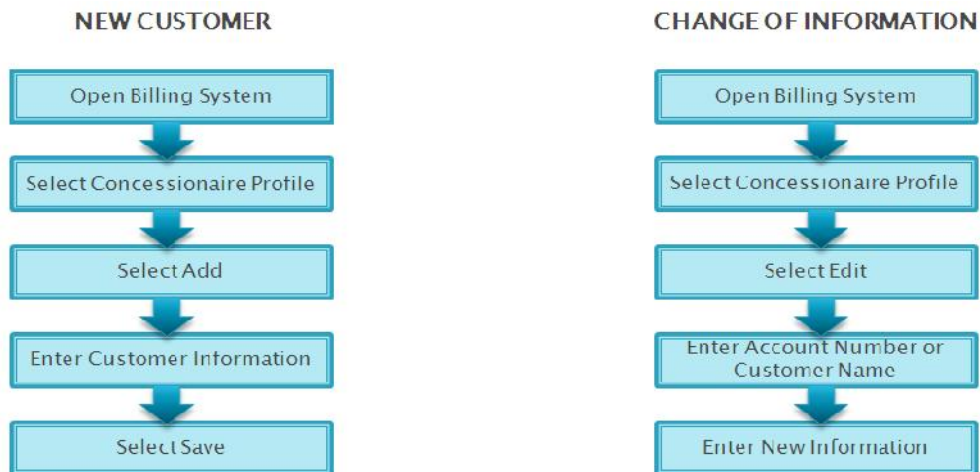 NEW CUSTOMER
Open Billing System
Select Concessionaire Profile
Select Add
Enter Customer Information
Select Save
CHANGE OF INFORMATION
Open Billing System
Select Concessionaire Profile
Select Edit
Enter Account Number or
Customer Name
Enter New Information